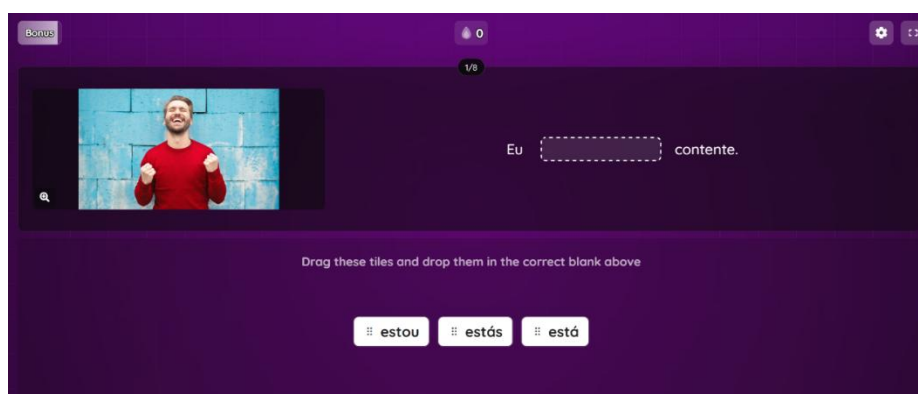 Bonus
0
1/8
Eu contente.
Drag these tiles and drop them in the correct blank above
estou estás está